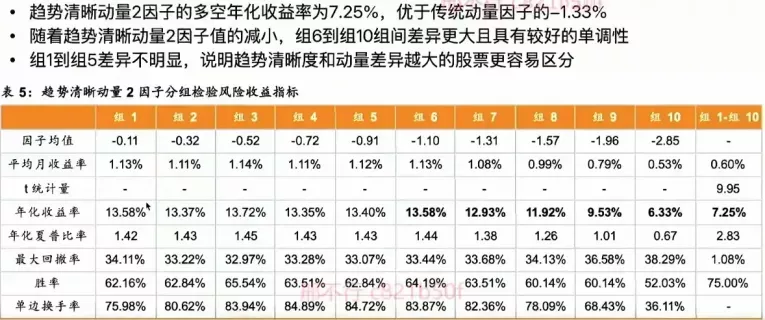 • 趋势清晰动量2因子的多空年化收益率为7.25%，优于传统动量因子的–1.33%
• 随着趋势清晰动量2因子值的减小，组6到组10组间差异更大且具有较好的单调性
• 组1到组5差异不明显，说明趋势清晰度和动量差异越大的股票更容易区分
表 5：趋势清晰动量 2 因子分组检验风险收益指标
组 1 组 2 组 3 组 4 组 5 组 6 组 7 组 8 组 9 组 10 组 1-组 10
因子均值 -0.11 -0.32 -0.52 -0.72 -0.91 -1.10 -1.31 -1.57 -1.96 -2.85 -
平均月收益率 1.13% 1.11% 1.14% 1.11% 1.12% 1.13% 1.08% 0.99% 0.79% 0.53% 0.60%
t 统计量 - - - - - - - - - - 9.95
年化收益率 13.58% 13.37% 13.72% 13.35% 13.40% 13.58% 12.93% 11.92% 9.53% 6.33% 7.25%
年化夏普比率 1.42 1.43 1.45 1.43 1.43 1.44 1.38 1.26 1.01 0.67 2.83
最大回撤率 34.11% 33.22% 32.97% 33.28% 33.07% 33.44% 33.68% 34.13% 36.58% 38.29% 1.08%
胜率 62.16% 62.84% 65.54% 63.51% 62.84% 64.19% 63.51% 60.14% 60.14% 52.03% 75.00%
单边换手率 75.98% 80.62% 83.94% 84.89% 84.72% 83.87% 82.36% 78.09% 68.43% 36.11% -